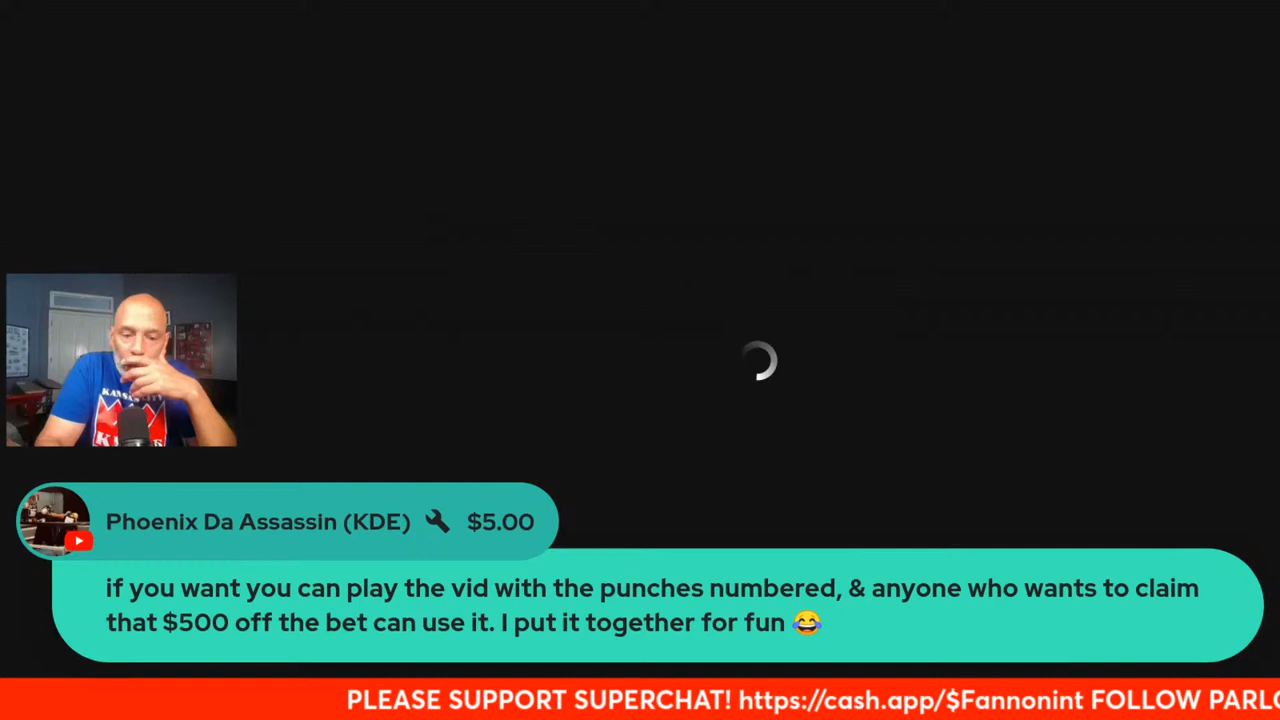 KANSAS CITY
Phoenix Da Assassin (KDE) $5.00
if you want you can play the vid with the punches numbered, & anyone who wants to claim
that $500 off the bet can use it. I put it together for fun 😂
PLEASE SUPPORT SUPERCHAT! https://cash.app/$Fannonint FOLLOW PARLO